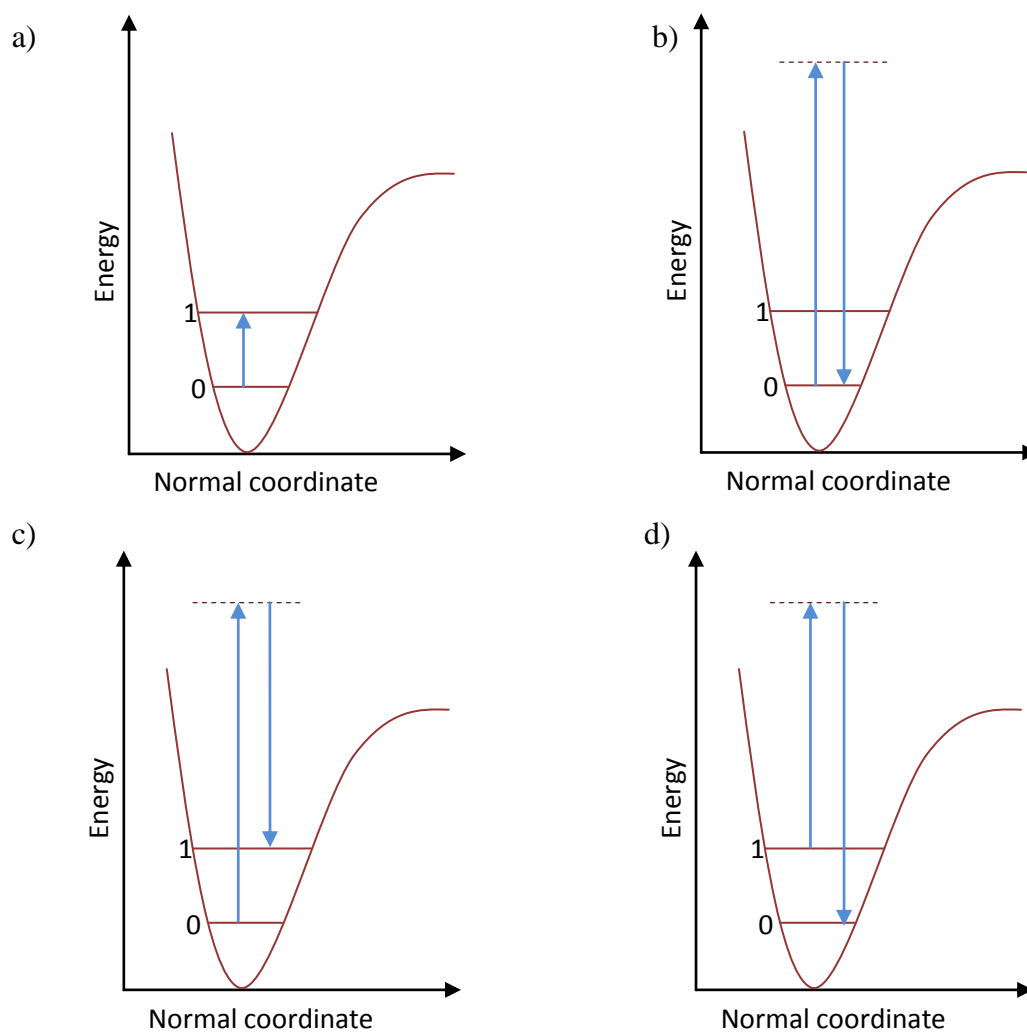 a)
Energy
1
0
Normal coordinate
b)
Energy
1
0
Normal coordinate
c)
Energy
1
0
Normal coordinate
d)
Energy
1
0
Normal coordinate